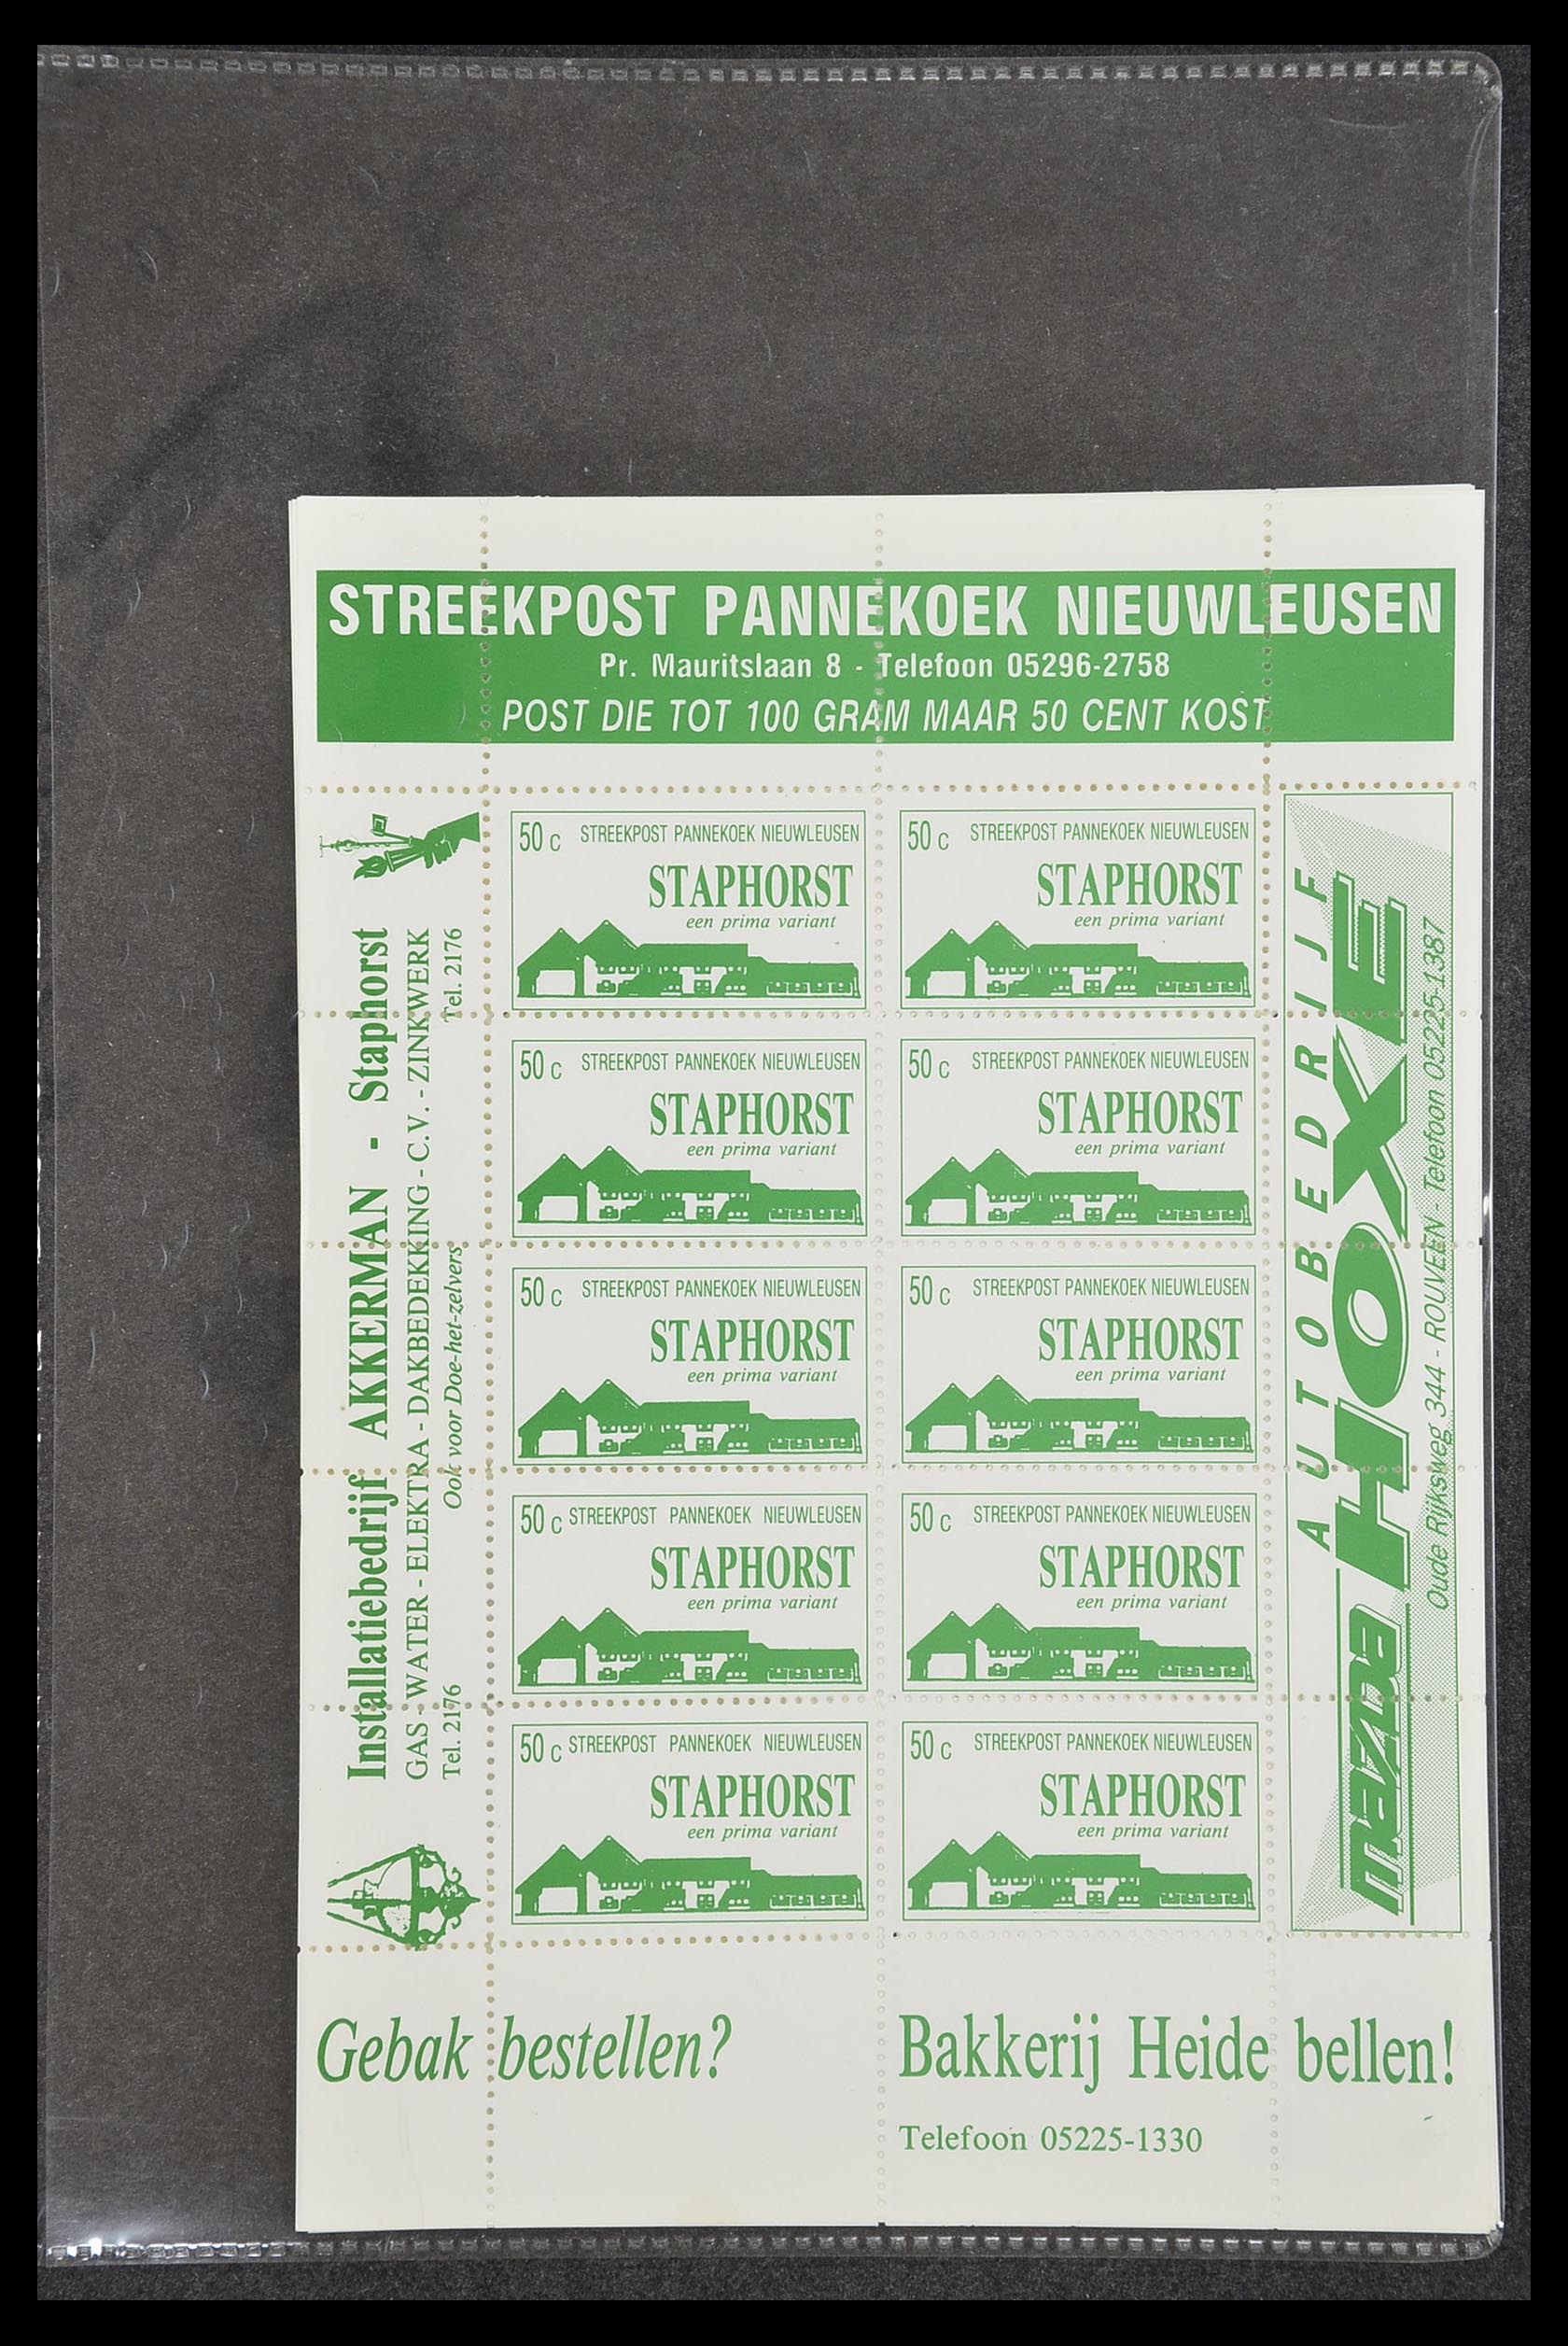 STREEKPOST PANNEKOEK NIEUWLEUSEN
Pr. Mauritslaan 8 - Telefoon 05296-2758
POST DIE TOT 100 GRAM MAAR 50 CENT KOST
Installatiebedrijf AKKERMAN - Staphorst
GAS - WATER - ELEKTRA - DAKBEDEKKING - C.V. - ZINKWERK
Tel. 2176 Ook voor Doe-het-zelvers Tel. 2176
50 c STREEKPOST PANNEKOEK NIEUWLEUSEN
STAPHORST
een prima variant
50 c STREEKPOST PANNEKOEK NIEUWLEUSEN
STAPHORST
een prima variant
50 c STREEKPOST PANNEKOEK NIEUWLEUSEN
STAPHORST
een prima variant
50 c STREEKPOST PANNEKOEK NIEUWLEUSEN
STAPHORST
een prima variant
50 c STREEKPOST PANNEKOEK NIEUWLEUSEN
STAPHORST
een prima variant
50 c STREEKPOST PANNEKOEK NIEUWLEUSEN
STAPHORST
een prima variant
50 c STREEKPOST PANNEKOEK NIEUWLEUSEN
STAPHORST
een prima variant
50 c STREEKPOST PANNEKOEK NIEUWLEUSEN
STAPHORST
een prima variant
50 c STREEKPOST PANNEKOEK NIEUWLEUSEN
STAPHORST
een prima variant
50 c STREEKPOST PANNEKOEK NIEUWLEUSEN
STAPHORST
een prima variant
AUTOBEDRIJF
mazda HOXE
Oude Rijksweg 344 - ROUVEEN - Telefoon 05225-1387
Gebak bestellen? Bakkerij Heide bellen!
Telefoon 05225-1330